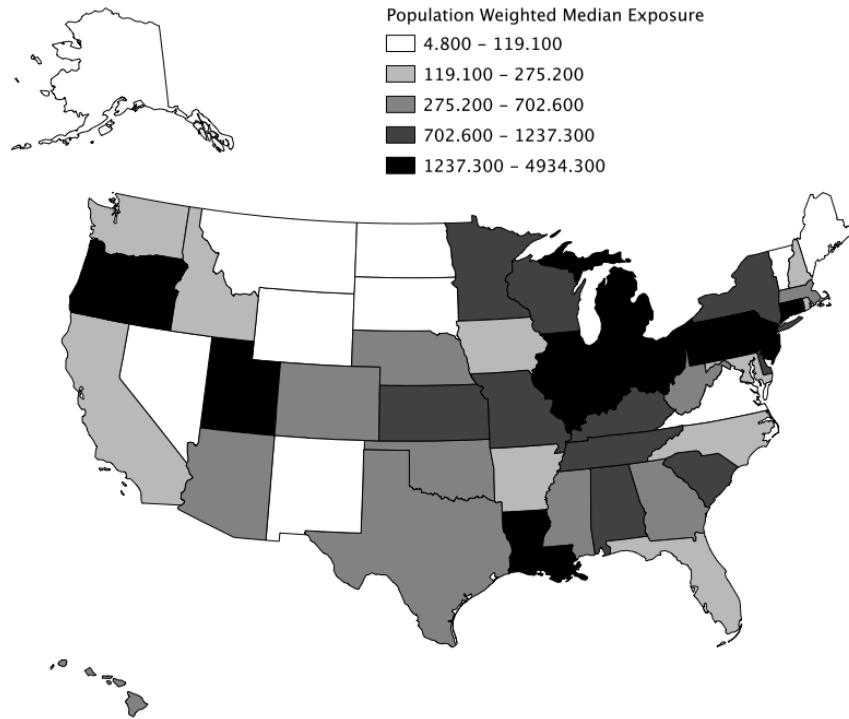 Population Weighted Median Exposure
4.800 – 119.100
119.100 – 275.200
275.200 – 702.600
702.600 – 1237.300
1237.300 – 4934.300